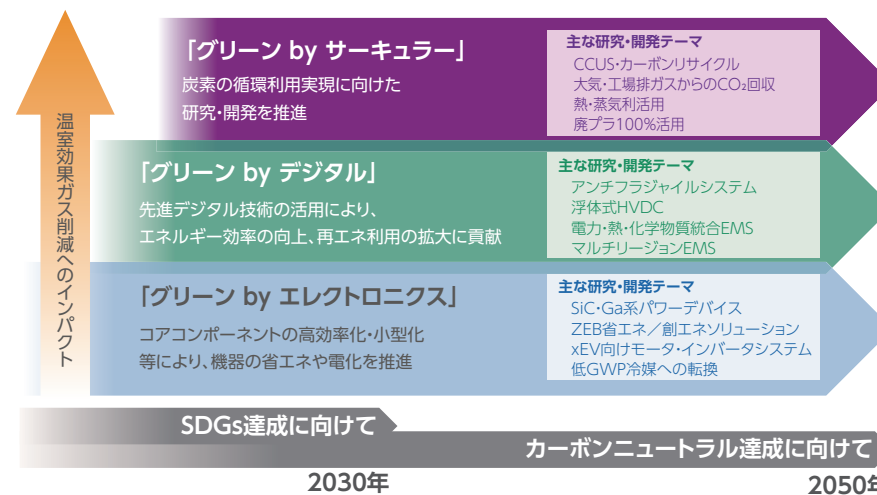 温室効果ガス削減へのインパクト
「グリーン by サーキュラー」
炭素の循環利用実現に向けた
研究・開発を推進
主な研究・開発テーマ
CCUS・カーボンリサイクル
大気・工場排ガスからのCO₂回収
熱・蒸気利活用
廃プラ100%活用
「グリーン by デジタル」
先進デジタル技術の活用により、
エネルギー効率の向上、再エネ利用の拡大に貢献
主な研究・開発テーマ
アンチフラジャイルシステム
浮体式HVDC
電力・熱・化学物質統合EMS
マルチリージョンEMS
「グリーン by エレクトロニクス」
コアコンポーネントの高効率化・小型化
等により、機器の省エネや電化を推進
主な研究・開発テーマ
SiC・Ga系パワーデバイス
ZEB省エネ／創エネソリューション
xEV向けモータ・インバータシステム
低GWP冷媒への転換
SDGs達成に向けて
カーボンニュートラル達成に向けて
2030年
2050年